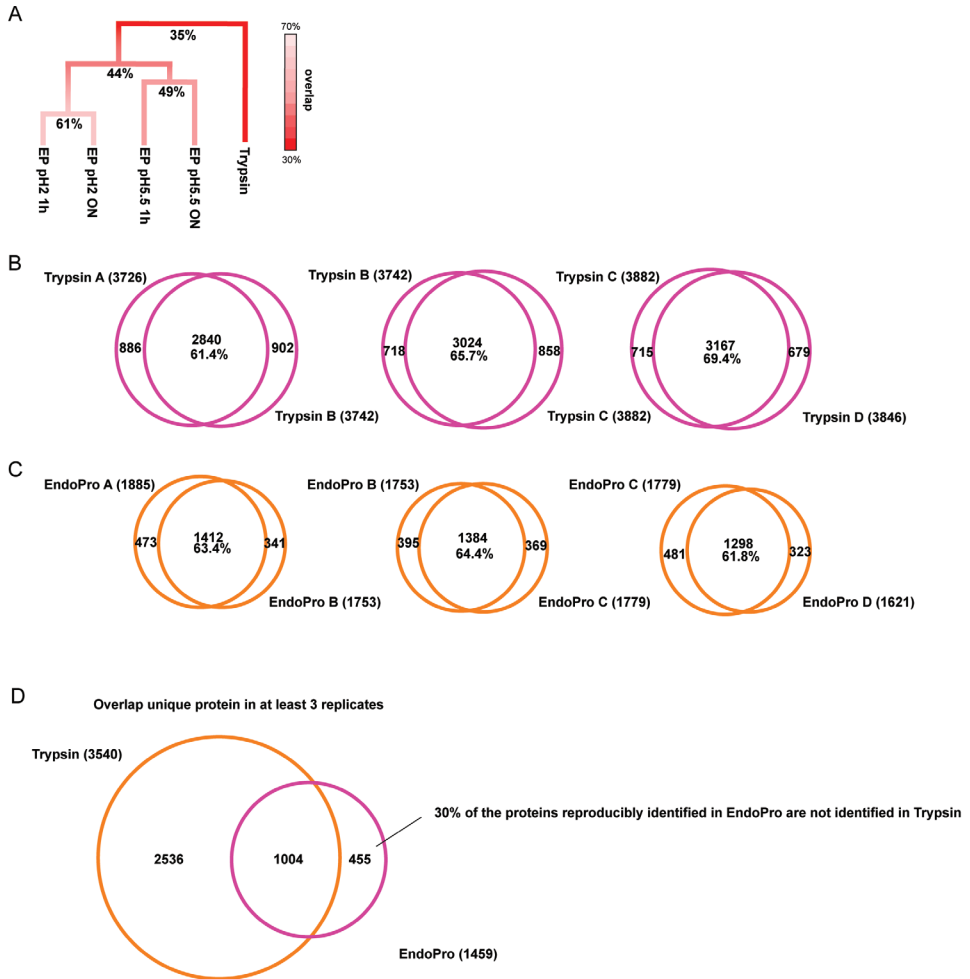 A
35%
44%
49%
61%
70%
overlap
30%
EP pH2 1h
EP pH2 ON
EP pH5.5 1h
EP pH5.5 ON
Trypsin
B
Trypsin A (3726)
886
2840
61.4%
902
Trypsin B (3742)
Trypsin B (3742)
718
3024
65.7%
858
Trypsin C (3882)
Trypsin C (3882)
715
3167
69.4%
679
Trypsin D (3846)
C
EndoPro A (1885)
473
1412
63.4%
341
EndoPro B (1753)
EndoPro B (1753)
395
1384
64.4%
369
EndoPro C (1779)
EndoPro C (1779)
481
1298
61.8%
323
EndoPro D (1621)
D
Overlap unique protein in at least 3 replicates
Trypsin (3540)
30% of the proteins reproducibly identified in EndoPro are not identified in Trypsin
2536
1004
455
EndoPro (1459)